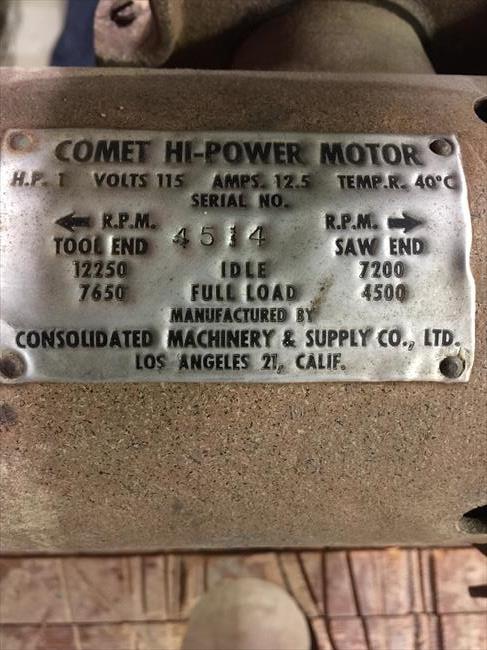 COMET HI-POWER MOTOR
H.P. 1 VOLTS 115 AMPS. 12.5 TEMP.R. 40°C
SERIAL NO.
← R.P.M. 4514 R.P.M. →
TOOL END SAW END
12250 IDLE 7200
7650 FULL LOAD 4500
MANUFACTURED BY
CONSOLIDATED MACHINERY & SUPPLY CO., LTD.
LOS ANGELES 21, CALIF.